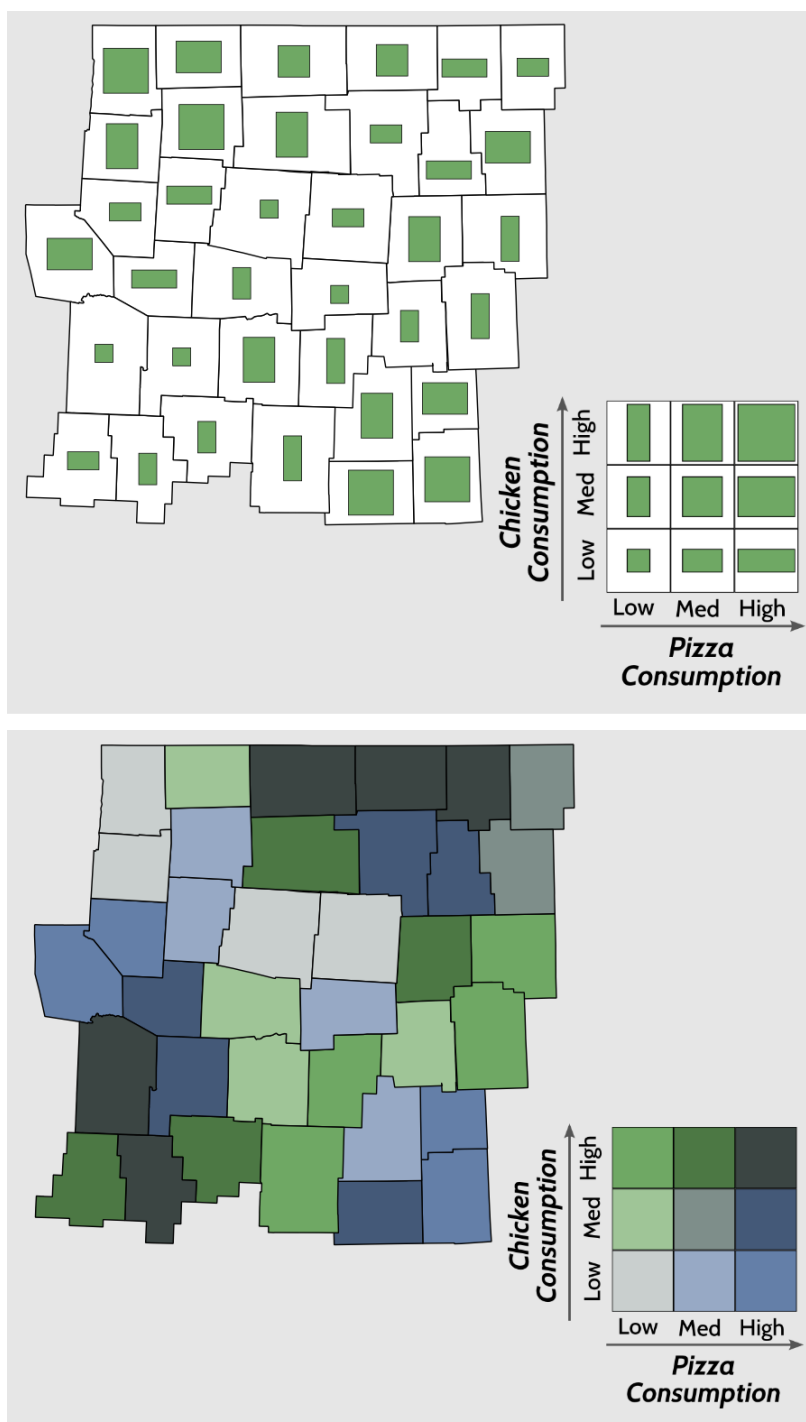 Chicken
Consumption
High
Med
Low
Low Med High
Pizza
Consumption
Chicken
Consumption
High
Med
Low
Low Med High
Pizza
Consumption